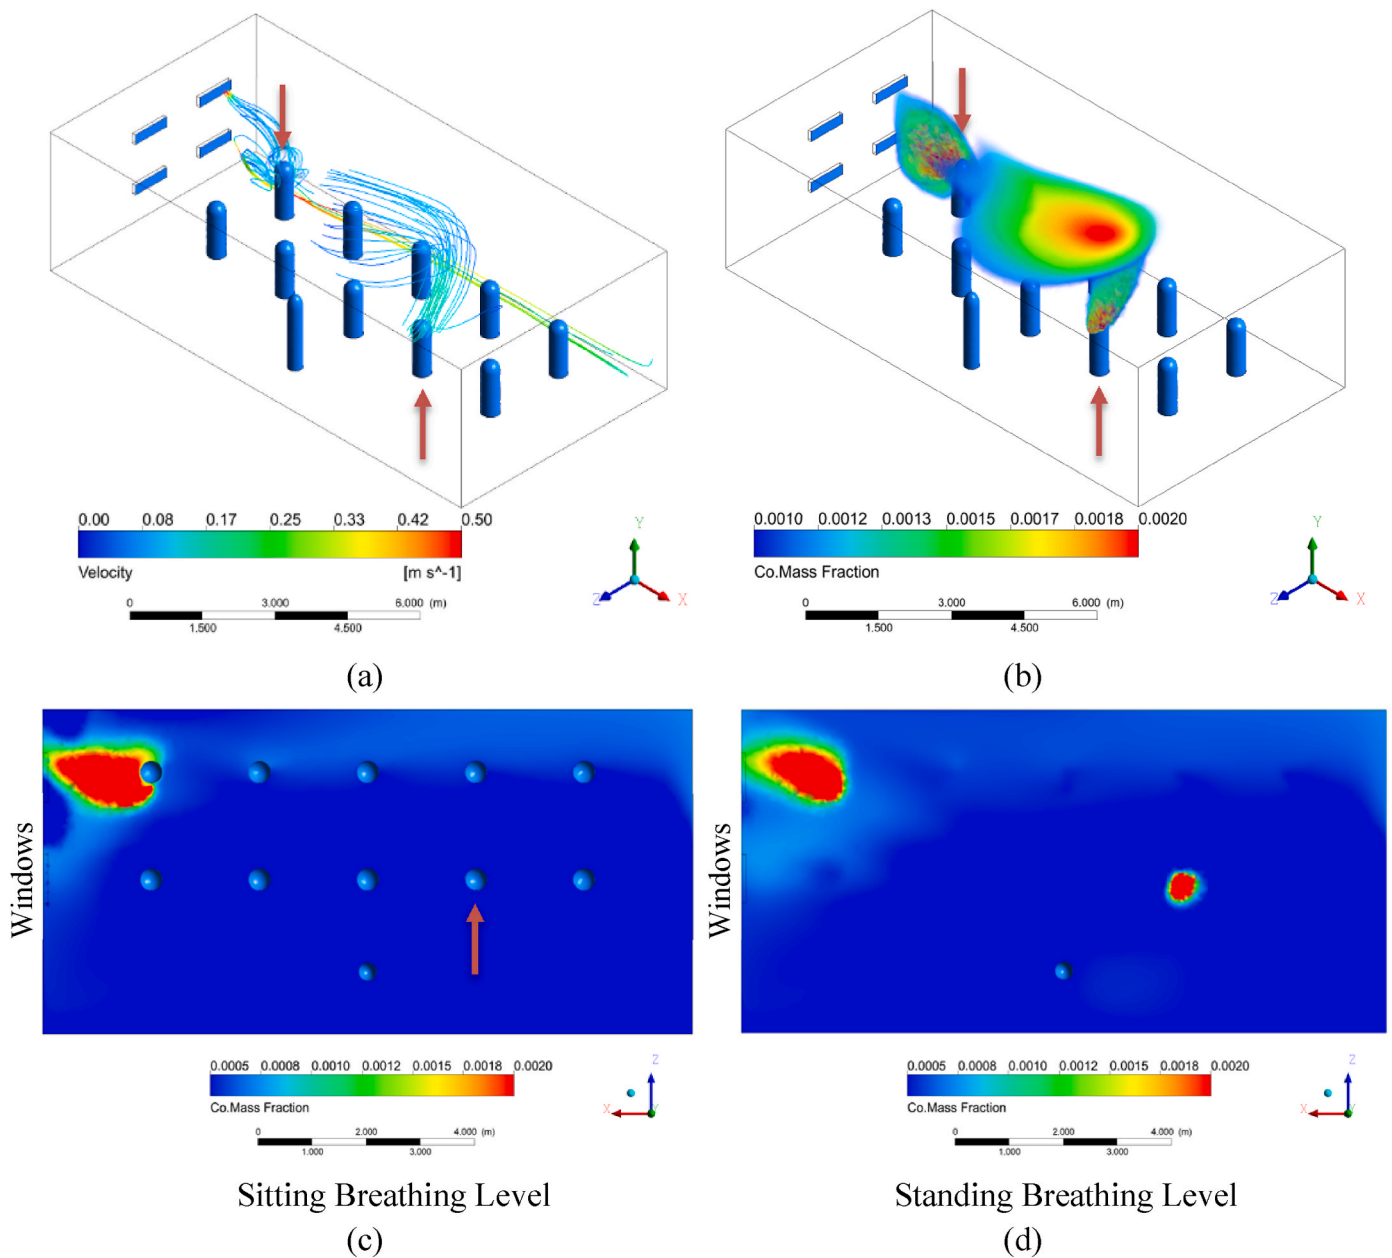 0.00 0.08 0.17 0.25 0.33 0.42 0.50
Velocity [m s^-1]
Y
Z X
0 3.000 6.000 (m)
1.500 4.500
(a)
0.0010 0.0012 0.0013 0.0015 0.0017 0.0018 0.0020
Co.Mass Fraction
Y
Z X
0 3.000 6.000 (m)
1.500 4.500
(b)
Windows
0.0005 0.0008 0.0010 0.0012 0.0015 0.0018 0.0020
Co.Mass Fraction
Z
X Y
0 2.000 4.000 (m)
1.000 3.000
Sitting Breathing Level
(c)
Windows
0.0005 0.0008 0.0010 0.0012 0.0015 0.0018 0.0020
Co.Mass Fraction
Z
X Y
0 2.000 4.000 (m)
1.000 3.000
Standing Breathing Level
(d)